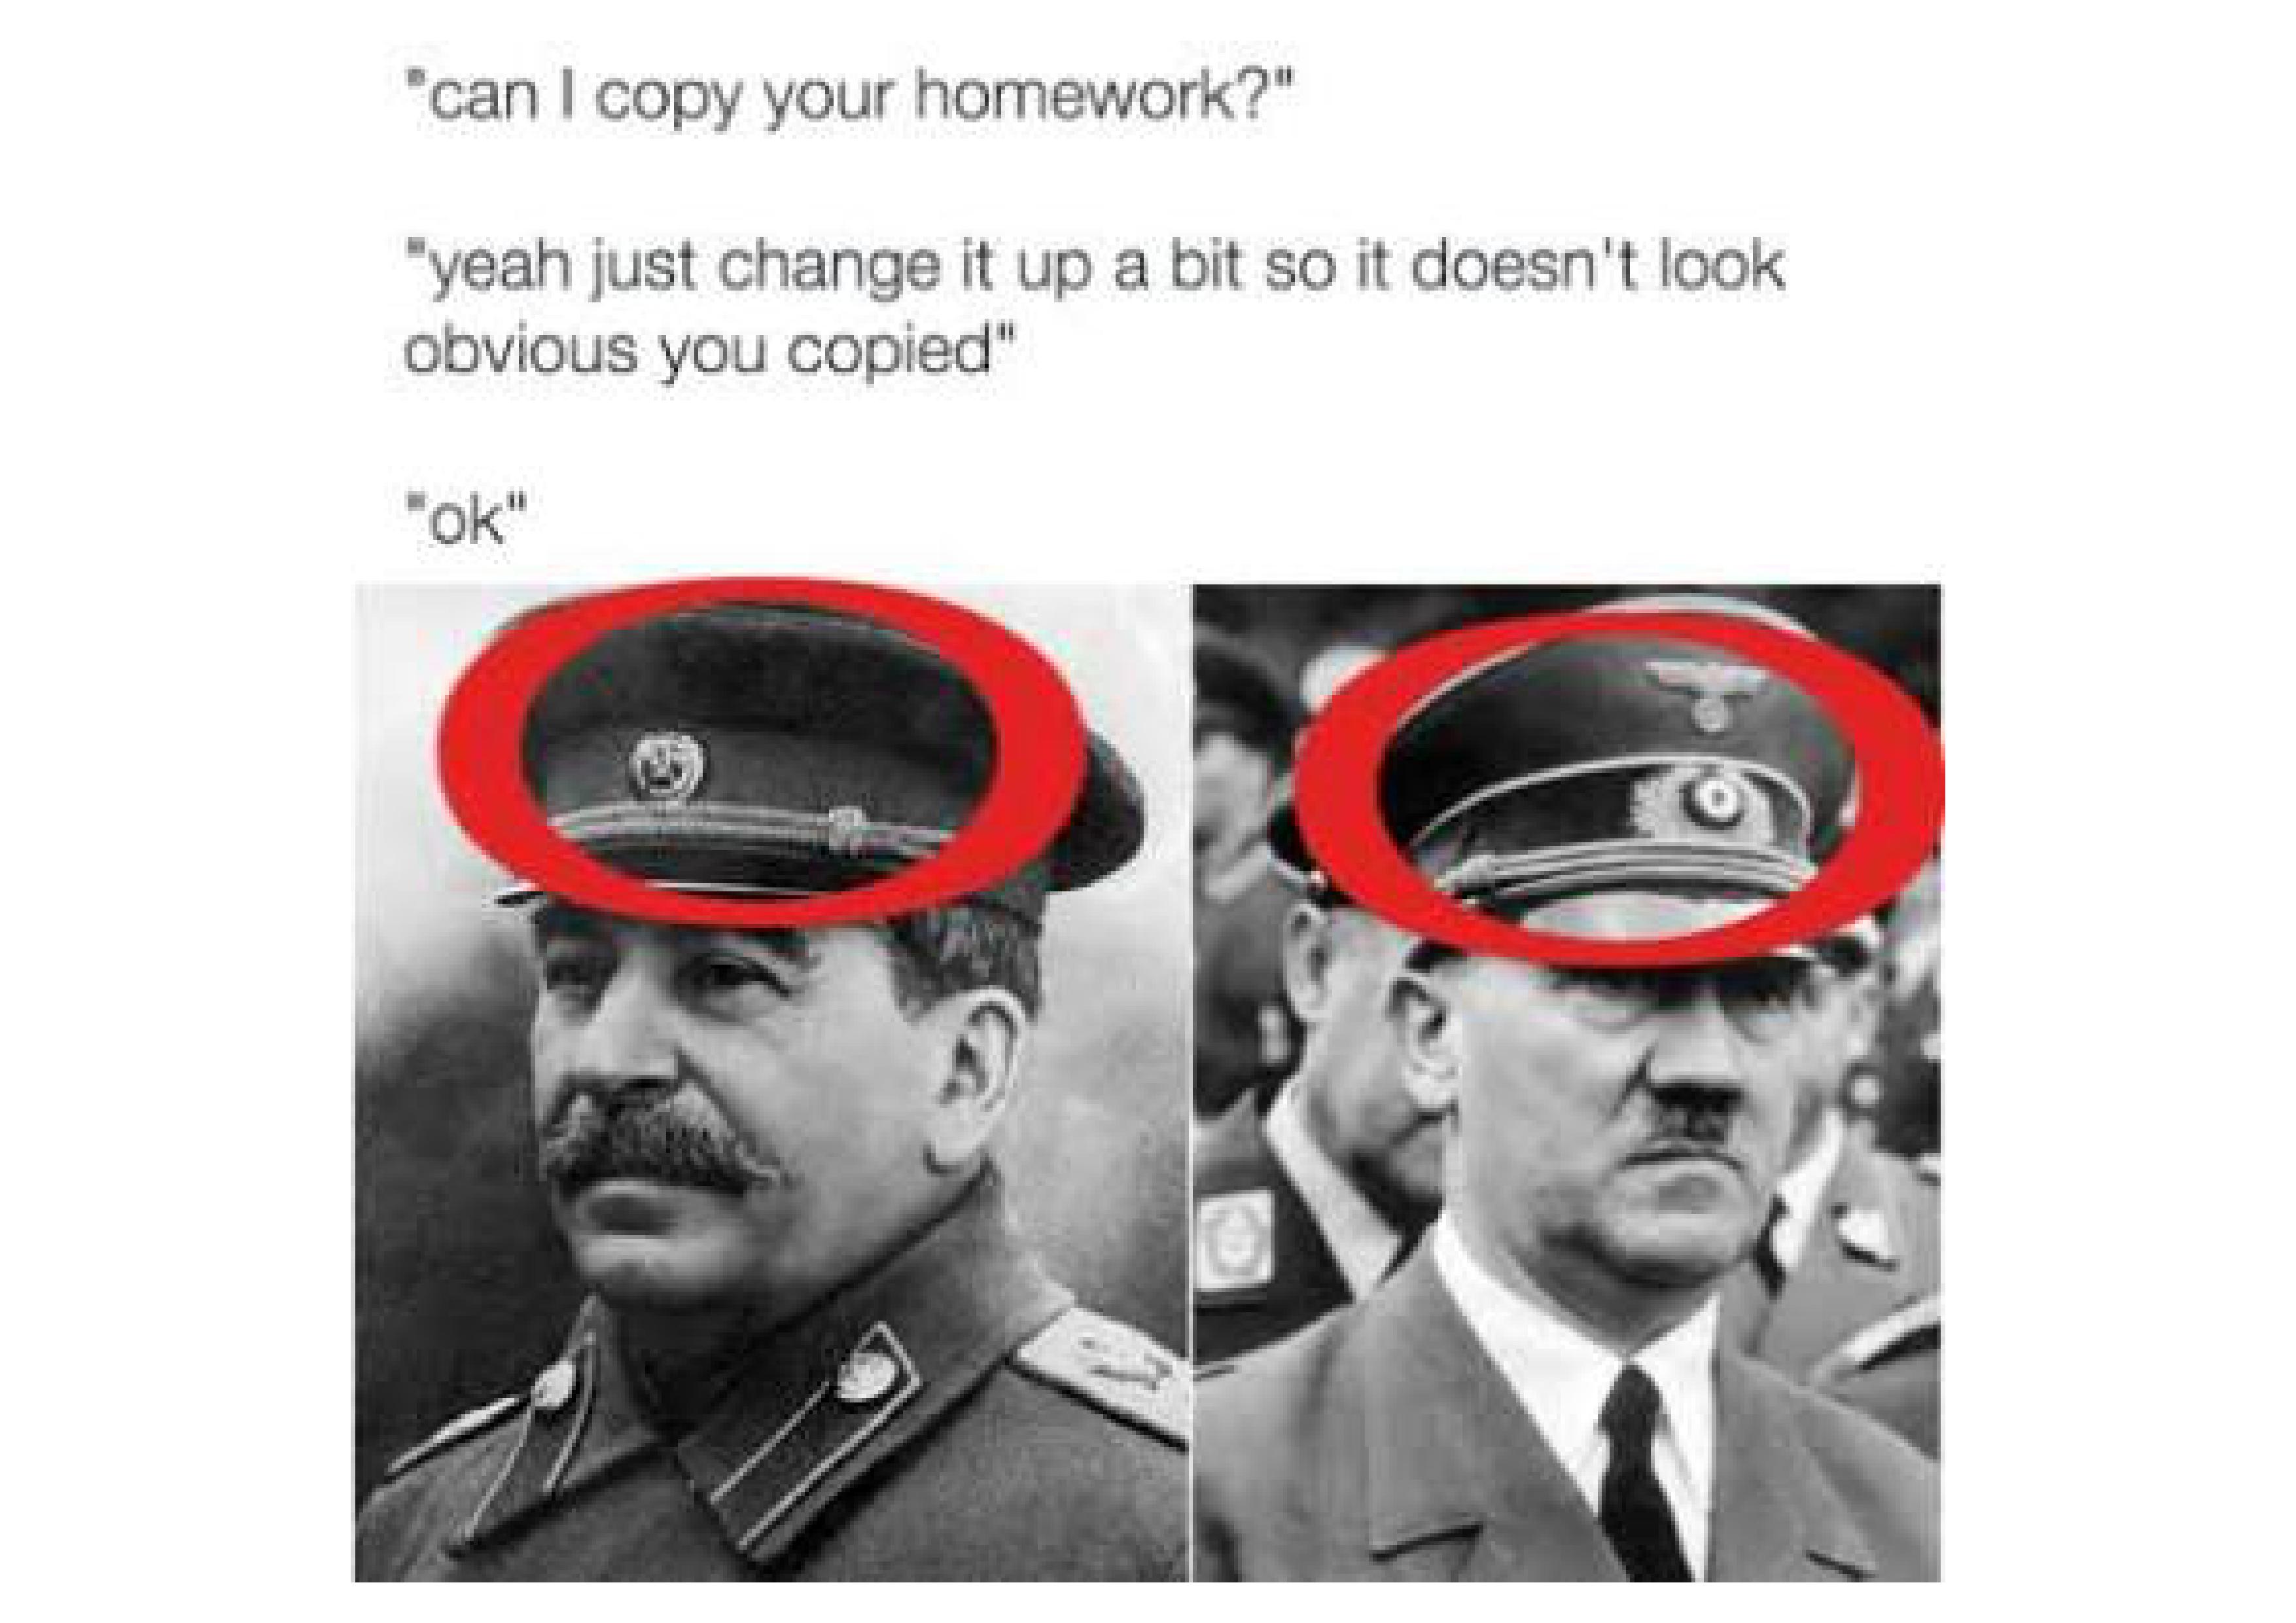 "can I copy your homework?"
"yeah just change it up a bit so it doesn't look
obvious you copied"
"ok"